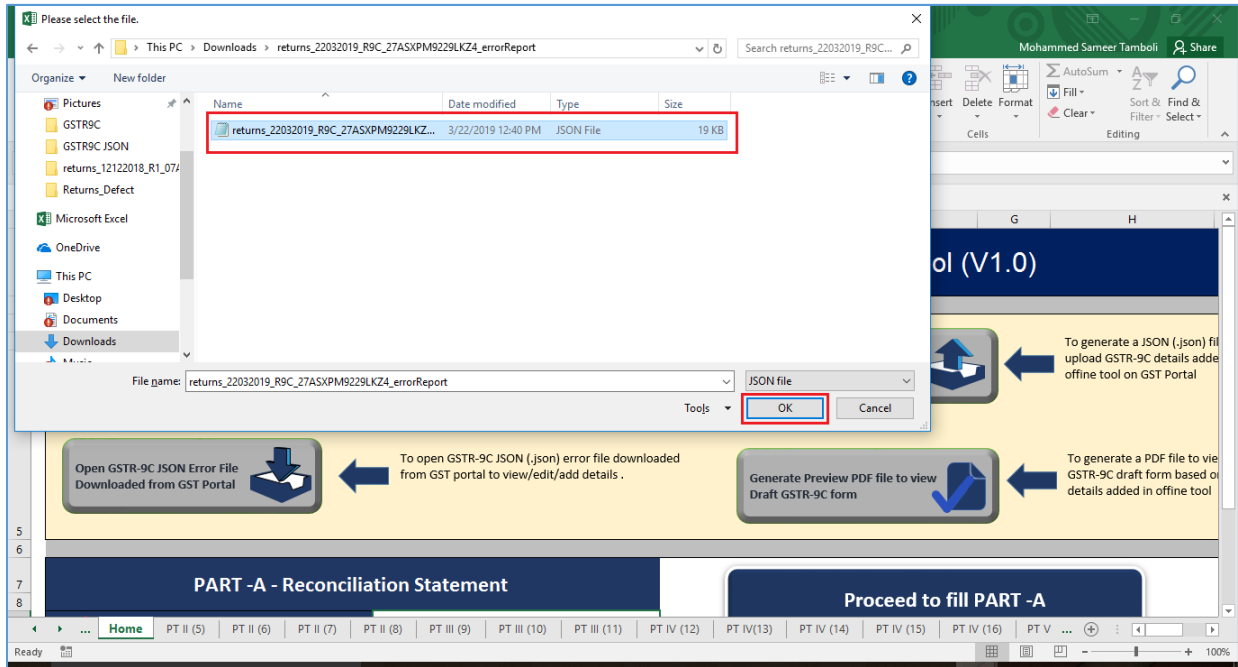 Please select the file.
This PC > Downloads > returns_22032019_R9C_27ASXPM9229LKZ4_errorReport
Search returns_22032019_R9C...
Mohammed Sameer Tamboli
Share
Organize
New folder
Pictures
GSTR9C
GSTR9C JSON
returns_12122018_R1_07A
Returns_Defect
Microsoft Excel
OneDrive
This PC
Desktop
Documents
Downloads
Name
Date modified
Type
Size
returns_22032019_R9C_27ASXPM9229LKZ...
3/22/2019 12:40 PM
JSON File
19 KB
File name:
returns_22032019_R9C_27ASXPM9229LKZ4_errorReport
JSON file
Tools
OK
Cancel
Delete
Format
Cells
AutoSum
Fill
Clear
Sort &
Filter
Find &
Select
Editing
G
H
ol (V1.0)
To generate a JSON (.json) fil
upload GSTR-9C details adde
offine tool on GST Portal
Open GSTR-9C JSON Error File
Downloaded from GST Portal
To open GSTR-9C JSON (.json) error file downloaded
from GST portal to view/edit/add details .
Generate Preview PDF file to view
Draft GSTR-9C form
To generate a PDF file to vie
GSTR-9C draft form based o
details added in offine tool
5
6
7
8
PART -A - Reconciliation Statement
Proceed to fill PART -A
... Home PT II (5) PT II (6) PT II (7) PT II (8) PT III (9) PT III (10) PT III (11) PT IV (12) PT IV(13) PT IV (14) PT IV (15) PT IV (16) PT V ...
Ready
100%